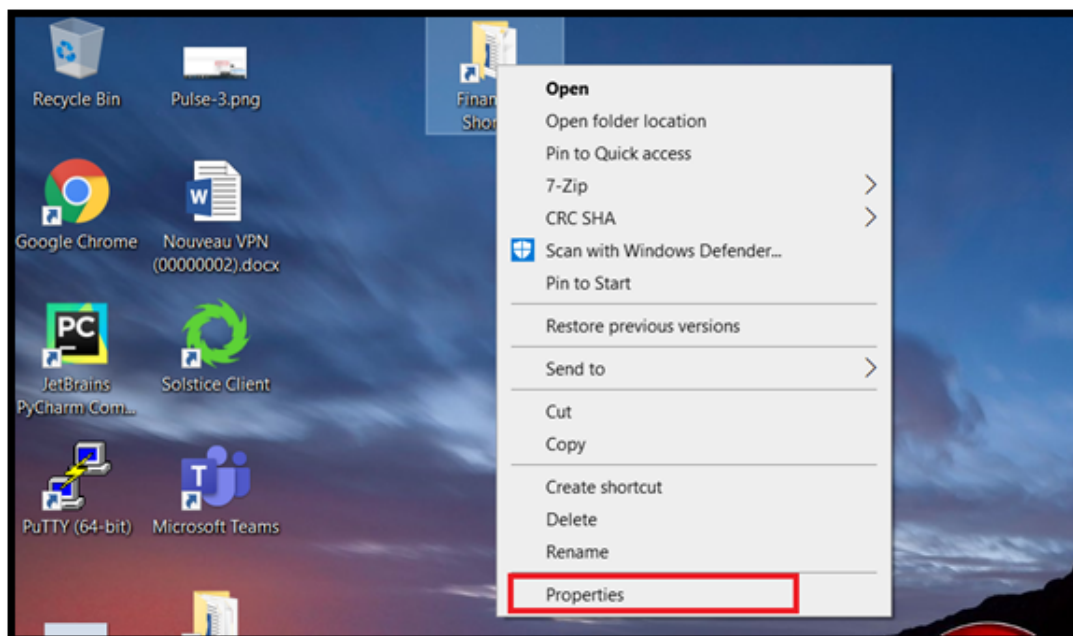 Recycle Bin
Pulse-3.png
Google Chrome
Nouveau VPN
(00000002).docx
PC
JetBrains
PyCharm Com...
Solstice Client
PuTTY (64-bit)
T
Microsoft Teams
W
Open
Open folder location
Pin to Quick access
7-Zip
CRC SHA
Scan with Windows Defender...
Pin to Start
Restore previous versions
Send to
Cut
Copy
Create shortcut
Delete
Rename
Properties